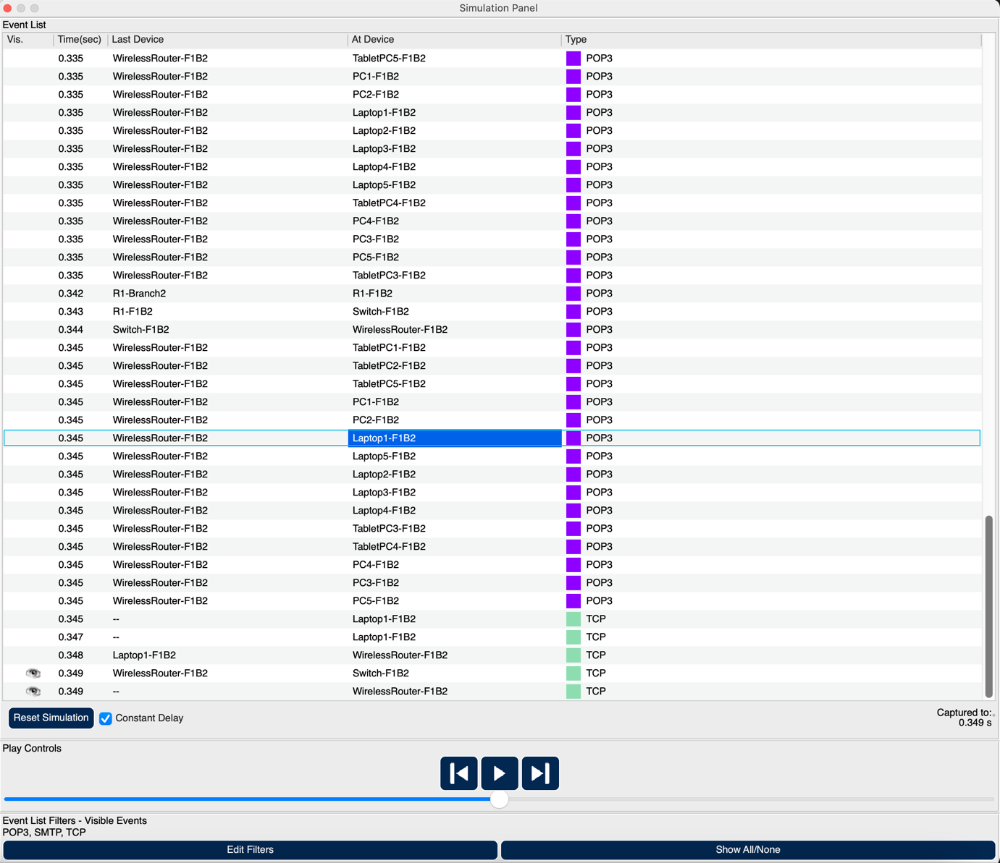 Simulation Panel
Event List
Vis. Time(sec) Last Device At Device Type
0.335 WirelessRouter-F1B2 TabletPC5-F1B2 POP3
0.335 WirelessRouter-F1B2 PC1-F1B2 POP3
0.335 WirelessRouter-F1B2 PC2-F1B2 POP3
0.335 WirelessRouter-F1B2 Laptop1-F1B2 POP3
0.335 WirelessRouter-F1B2 Laptop2-F1B2 POP3
0.335 WirelessRouter-F1B2 Laptop3-F1B2 POP3
0.335 WirelessRouter-F1B2 Laptop4-F1B2 POP3
0.335 WirelessRouter-F1B2 Laptop5-F1B2 POP3
0.335 WirelessRouter-F1B2 TabletPC4-F1B2 POP3
0.335 WirelessRouter-F1B2 PC4-F1B2 POP3
0.335 WirelessRouter-F1B2 PC3-F1B2 POP3
0.335 WirelessRouter-F1B2 PC5-F1B2 POP3
0.335 WirelessRouter-F1B2 TabletPC3-F1B2 POP3
0.342 R1-Branch2 R1-F1B2 POP3
0.343 R1-F1B2 Switch-F1B2 POP3
0.344 Switch-F1B2 WirelessRouter-F1B2 POP3
0.345 WirelessRouter-F1B2 TabletPC1-F1B2 POP3
0.345 WirelessRouter-F1B2 TabletPC2-F1B2 POP3
0.345 WirelessRouter-F1B2 TabletPC5-F1B2 POP3
0.345 WirelessRouter-F1B2 PC1-F1B2 POP3
0.345 WirelessRouter-F1B2 PC2-F1B2 POP3
0.345 WirelessRouter-F1B2 Laptop1-F1B2 POP3
0.345 WirelessRouter-F1B2 Laptop5-F1B2 POP3
0.345 WirelessRouter-F1B2 Laptop2-F1B2 POP3
0.345 WirelessRouter-F1B2 Laptop3-F1B2 POP3
0.345 WirelessRouter-F1B2 Laptop4-F1B2 POP3
0.345 WirelessRouter-F1B2 TabletPC3-F1B2 POP3
0.345 WirelessRouter-F1B2 TabletPC4-F1B2 POP3
0.345 WirelessRouter-F1B2 PC4-F1B2 POP3
0.345 WirelessRouter-F1B2 PC3-F1B2 POP3
0.345 WirelessRouter-F1B2 PC5-F1B2 POP3
0.345 -- Laptop1-F1B2 TCP
0.347 -- Laptop1-F1B2 TCP
0.348 Laptop1-F1B2 WirelessRouter-F1B2 TCP
0.349 WirelessRouter-F1B2 Switch-F1B2 TCP
0.349 -- WirelessRouter-F1B2 TCP
Reset Simulation Constant Delay Captured to:*
0.349 s
Play Controls
Event List Filters - Visible Events
POP3, SMTP, TCP
Edit Filters Show All/None